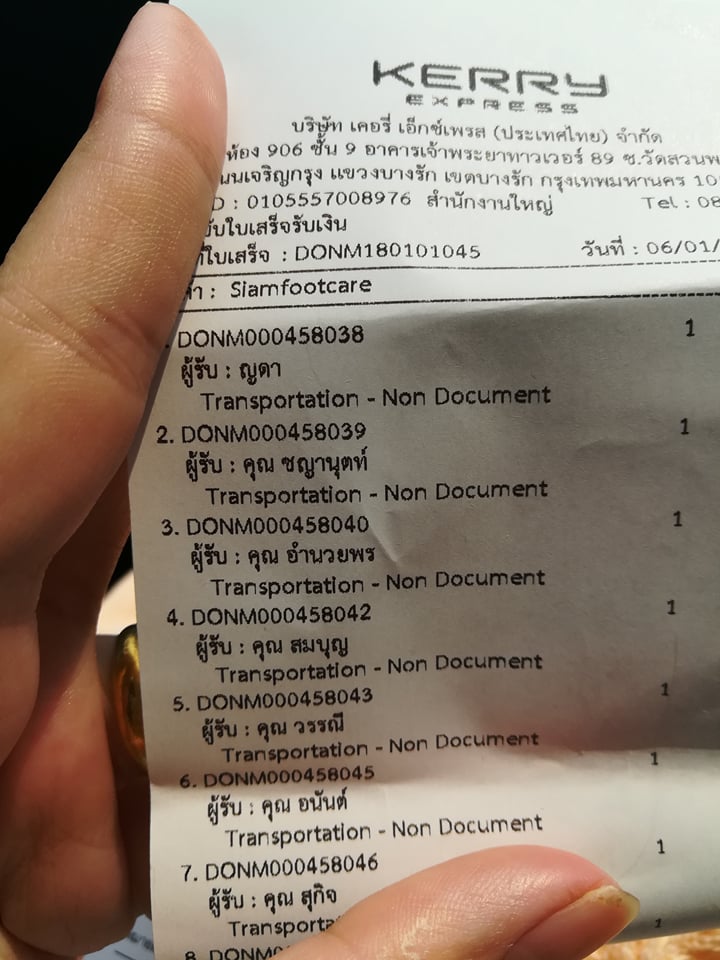 KERRY
EXPRESS
บริษัท เคอรี่ เอ็กซ์เพรส (ประเทศไทย) จำกัด
ห้อง 906 ชั้น 9 อาคารเจ้าพระยาทาวเวอร์ 89 ซ.วัดสวนพ
นนเจริญกรุง แขวงบางรัก เขตบางรัก กรุงเทพมหานคร 10
D : 0105557008976 สำนักงานใหญ่ Tel : 08
ใบเสร็จรับเงิน
ใบเสร็จ : DONM180101045 วันที่ : 06/01/
: Siamfootcare
. DONM000458038 1
ผู้รับ : ญดา
Transportation - Non Document
2. DONM000458039 1
ผู้รับ : คุณ ชญานุตท์
Transportation - Non Document
3. DONM000458040 1
ผู้รับ : คุณ อำนวยพร
Transportation - Non Document
4. DONM000458042 1
ผู้รับ : คุณ สมบุญ
Transportation - Non Document
5. DONM000458043 1
ผู้รับ : คุณ วรรณี
Transportation - Non Document
6. DONM000458045 1
ผู้รับ : คุณ อนันต์
Transportation - Non Document
7. DONM000458046 1
ผู้รับ : คุณ สุกิจ
Transporta
8. DONM0 1